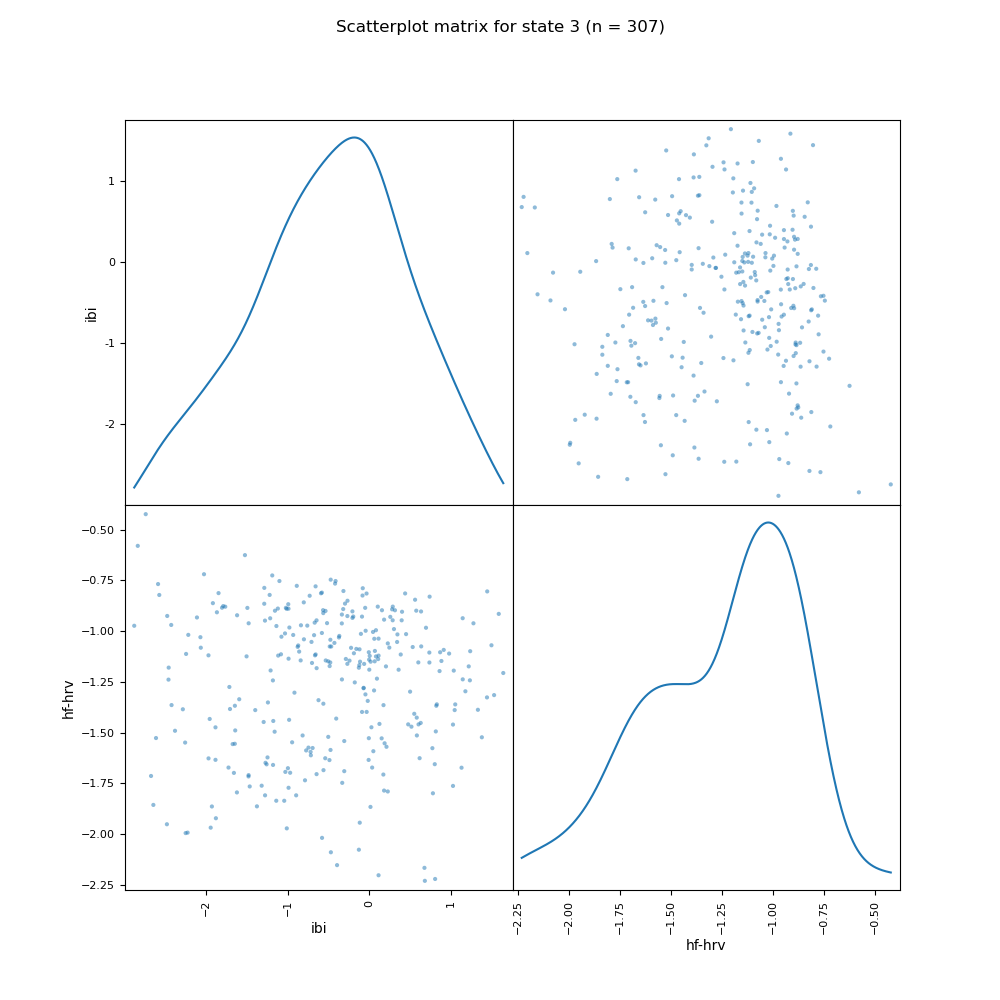 Scatterplot matrix for state 3 (n = 307)
1
0
−1
−2
ibi
−0.50
−0.75
−1.00
−1.25
−1.50
−1.75
−2.00
−2.25
hf-hrv
−2 −1 0 1
ibi
−2.25 −2.00 −1.75 −1.50 −1.25 −1.00 −0.75 −0.50
hf-hrv